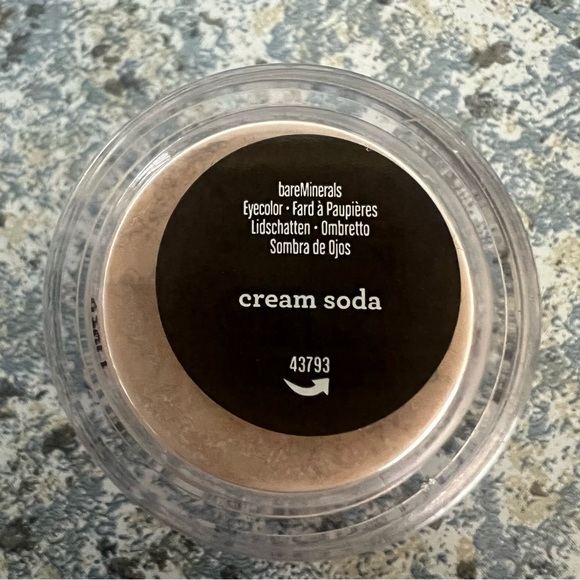 bareMinerals
Eyecolor • Fard à Paupières
Lidschatten • Ombretto
Sombra de Ojos
cream soda
43793